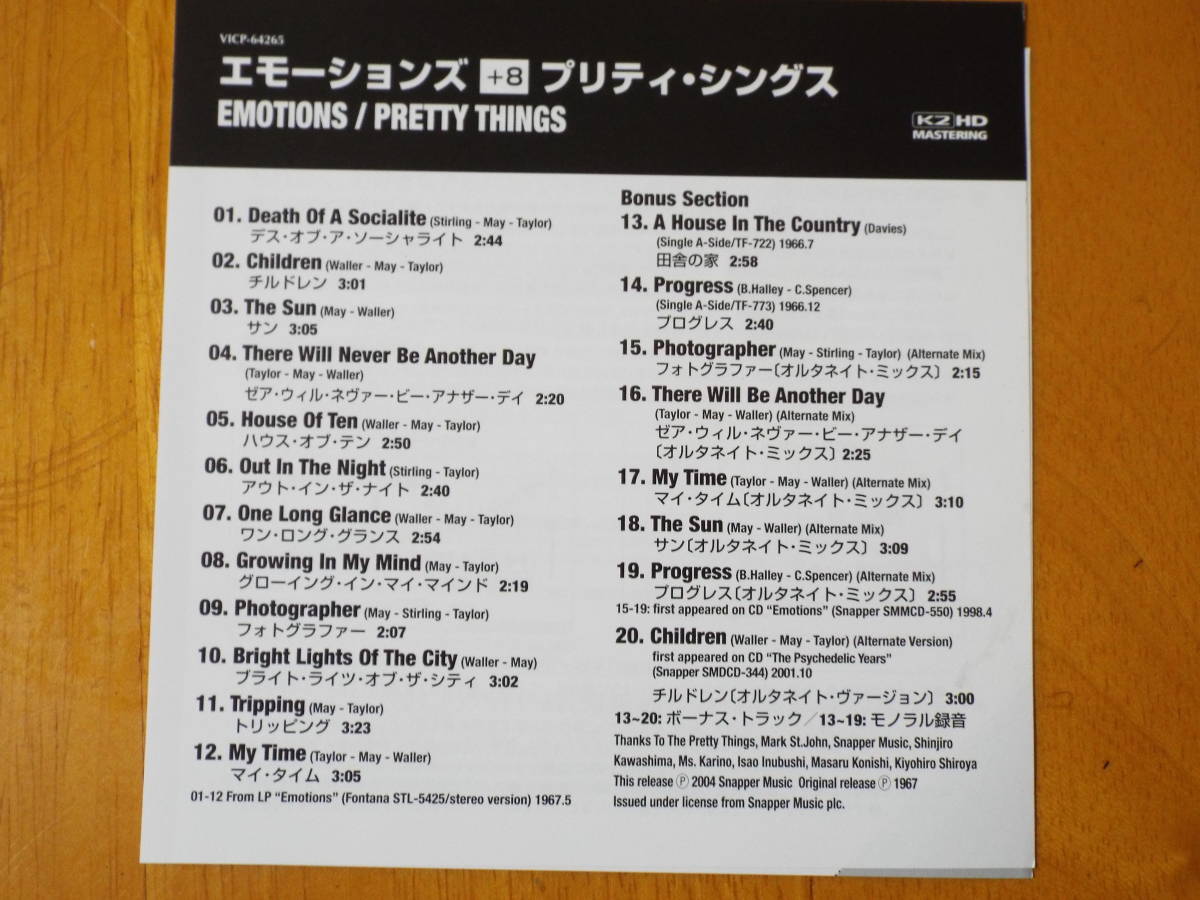 VICP-64265
エモーションズ +8 プリティ・シングス
EMOTIONS / PRETTY THINGS
K2HD
MASTERING
01. Death Of A Socialite (Stirling - May - Taylor)
デス・オブ・ア・ソーシャライト 2:44
02. Children (Waller - May - Taylor)
チルドレン 3:01
03. The Sun (May - Waller)
サン 3:05
04. There Will Never Be Another Day
(Taylor - May - Waller)
ゼア・ウィル・ネヴァー・ビー・アナザー・デイ 2:20
05. House Of Ten (Waller - May - Taylor)
ハウス・オブ・テン 2:50
06. Out In The Night (Stirling - Taylor)
アウト・イン・ザ・ナイト 2:40
07. One Long Glance (Waller - May - Taylor)
ワン・ロング・グランス 2:54
08. Growing In My Mind (May - Taylor)
グローイング・イン・マイ・マインド 2:19
09. Photographer (May - Stirling - Taylor)
フォトグラファー 2:07
10. Bright Lights Of The City (Waller - May)
ブライト・ライツ・オブ・ザ・シティ 3:02
11. Tripping (May - Taylor)
トリッピング 3:23
12. My Time (Taylor - May - Waller)
マイ・タイム 3:05
01-12 From LP “Emotions” (Fontana STL-5425/stereo version) 1967.5
Bonus Section
13. A House In The Country (Davies)
(Single A-Side/TF-722) 1966.7
田舎の家 2:58
14. Progress (B.Halley - C.Spencer)
(Single A-Side/TF-773) 1966.12
プログレス 2:40
15. Photographer (May - Stirling - Taylor) (Alternate Mix)
フォトグラファー〔オルタネイト・ミックス〕 2:15
16. There Will Be Another Day
(Taylor - May - Waller) (Alternate Mix)
ゼア・ウィル・ネヴァー・ビー・アナザー・デイ
〔オルタネイト・ミックス〕 2:25
17. My Time (Taylor - May - Waller) (Alternate Mix)
マイ・タイム〔オルタネイト・ミックス〕 3:10
18. The Sun (May - Waller) (Alternate Mix)
サン〔オルタネイト・ミックス〕 3:09
19. Progress (B.Halley - C.Spencer) (Alternate Mix)
プログレス〔オルタネイト・ミックス〕 2:55
15-19: first appeared on CD “Emotions” (Snapper SMMCD-550) 1998.4
20. Children (Waller - May - Taylor) (Alternate Version)
first appeared on CD “The Psychedelic Years”
(Snapper SMDCD-344) 2001.10
チルドレン〔オルタネイト・ヴァージョン〕 3:00
13~20: ボーナス・トラック／13~19: モノラル録音
Thanks To The Pretty Things, Mark St.John, Snapper Music, Shinjiro
Kawashima, Ms. Karino, Isao Inubushi, Masaru Konishi, Kiyohiro Shiroya
This release Ⓟ 2004 Snapper Music Original release Ⓟ 1967
Issued under license from Snapper Music plc.